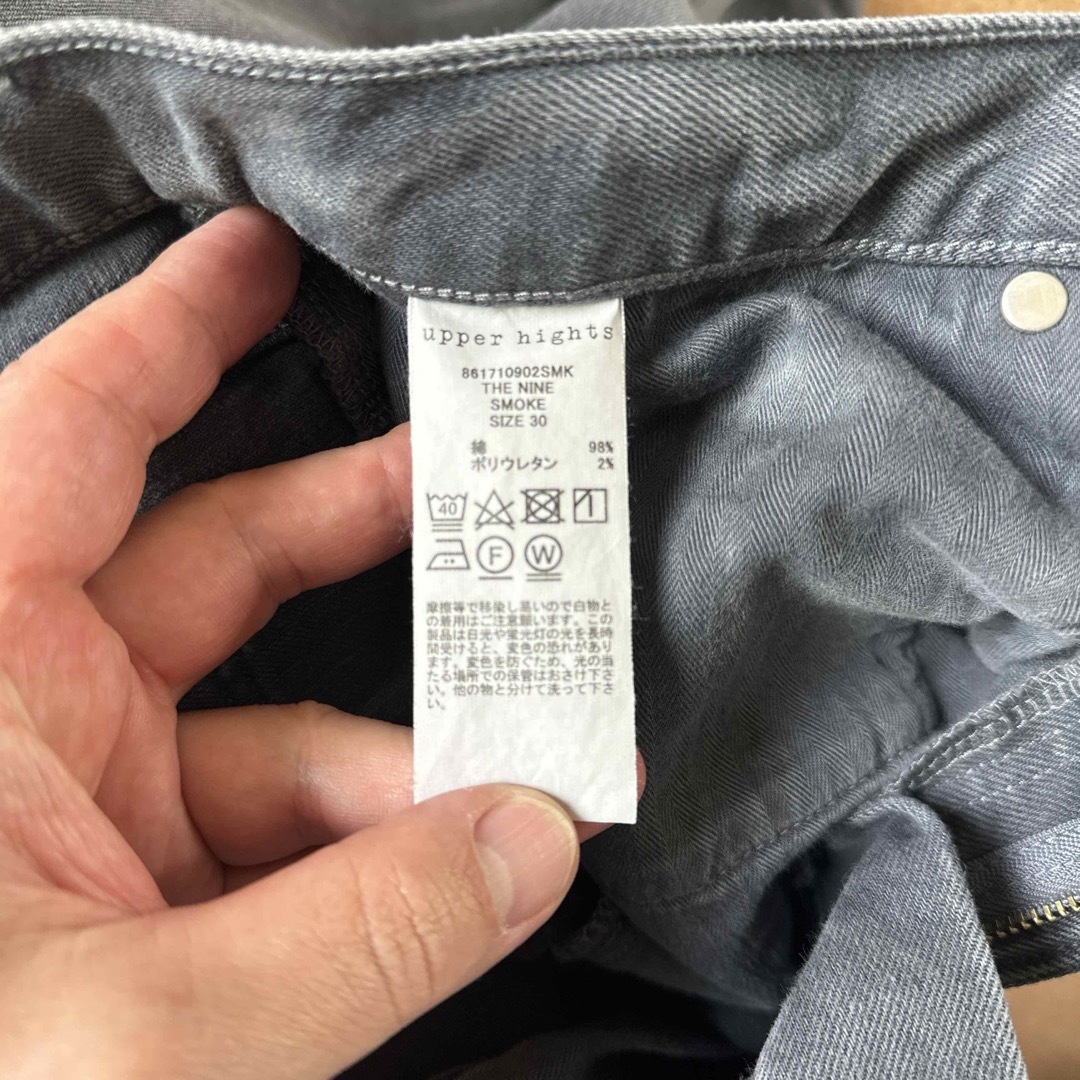 upper hights
861710902SMK
THE NINE
SMOKE
SIZE 30
綿 98%
ポリウレタン 2%
40
F W
摩擦等で移染し易いので白物と
の着用はご注意願います。この
製品は日光や蛍光灯の光を長時
間受けると、変色の恐れがあり
ます。変色を防ぐため、光の当
たる場所での保管はおさけ下さ
い。他の物と分けて洗って下さ
い。